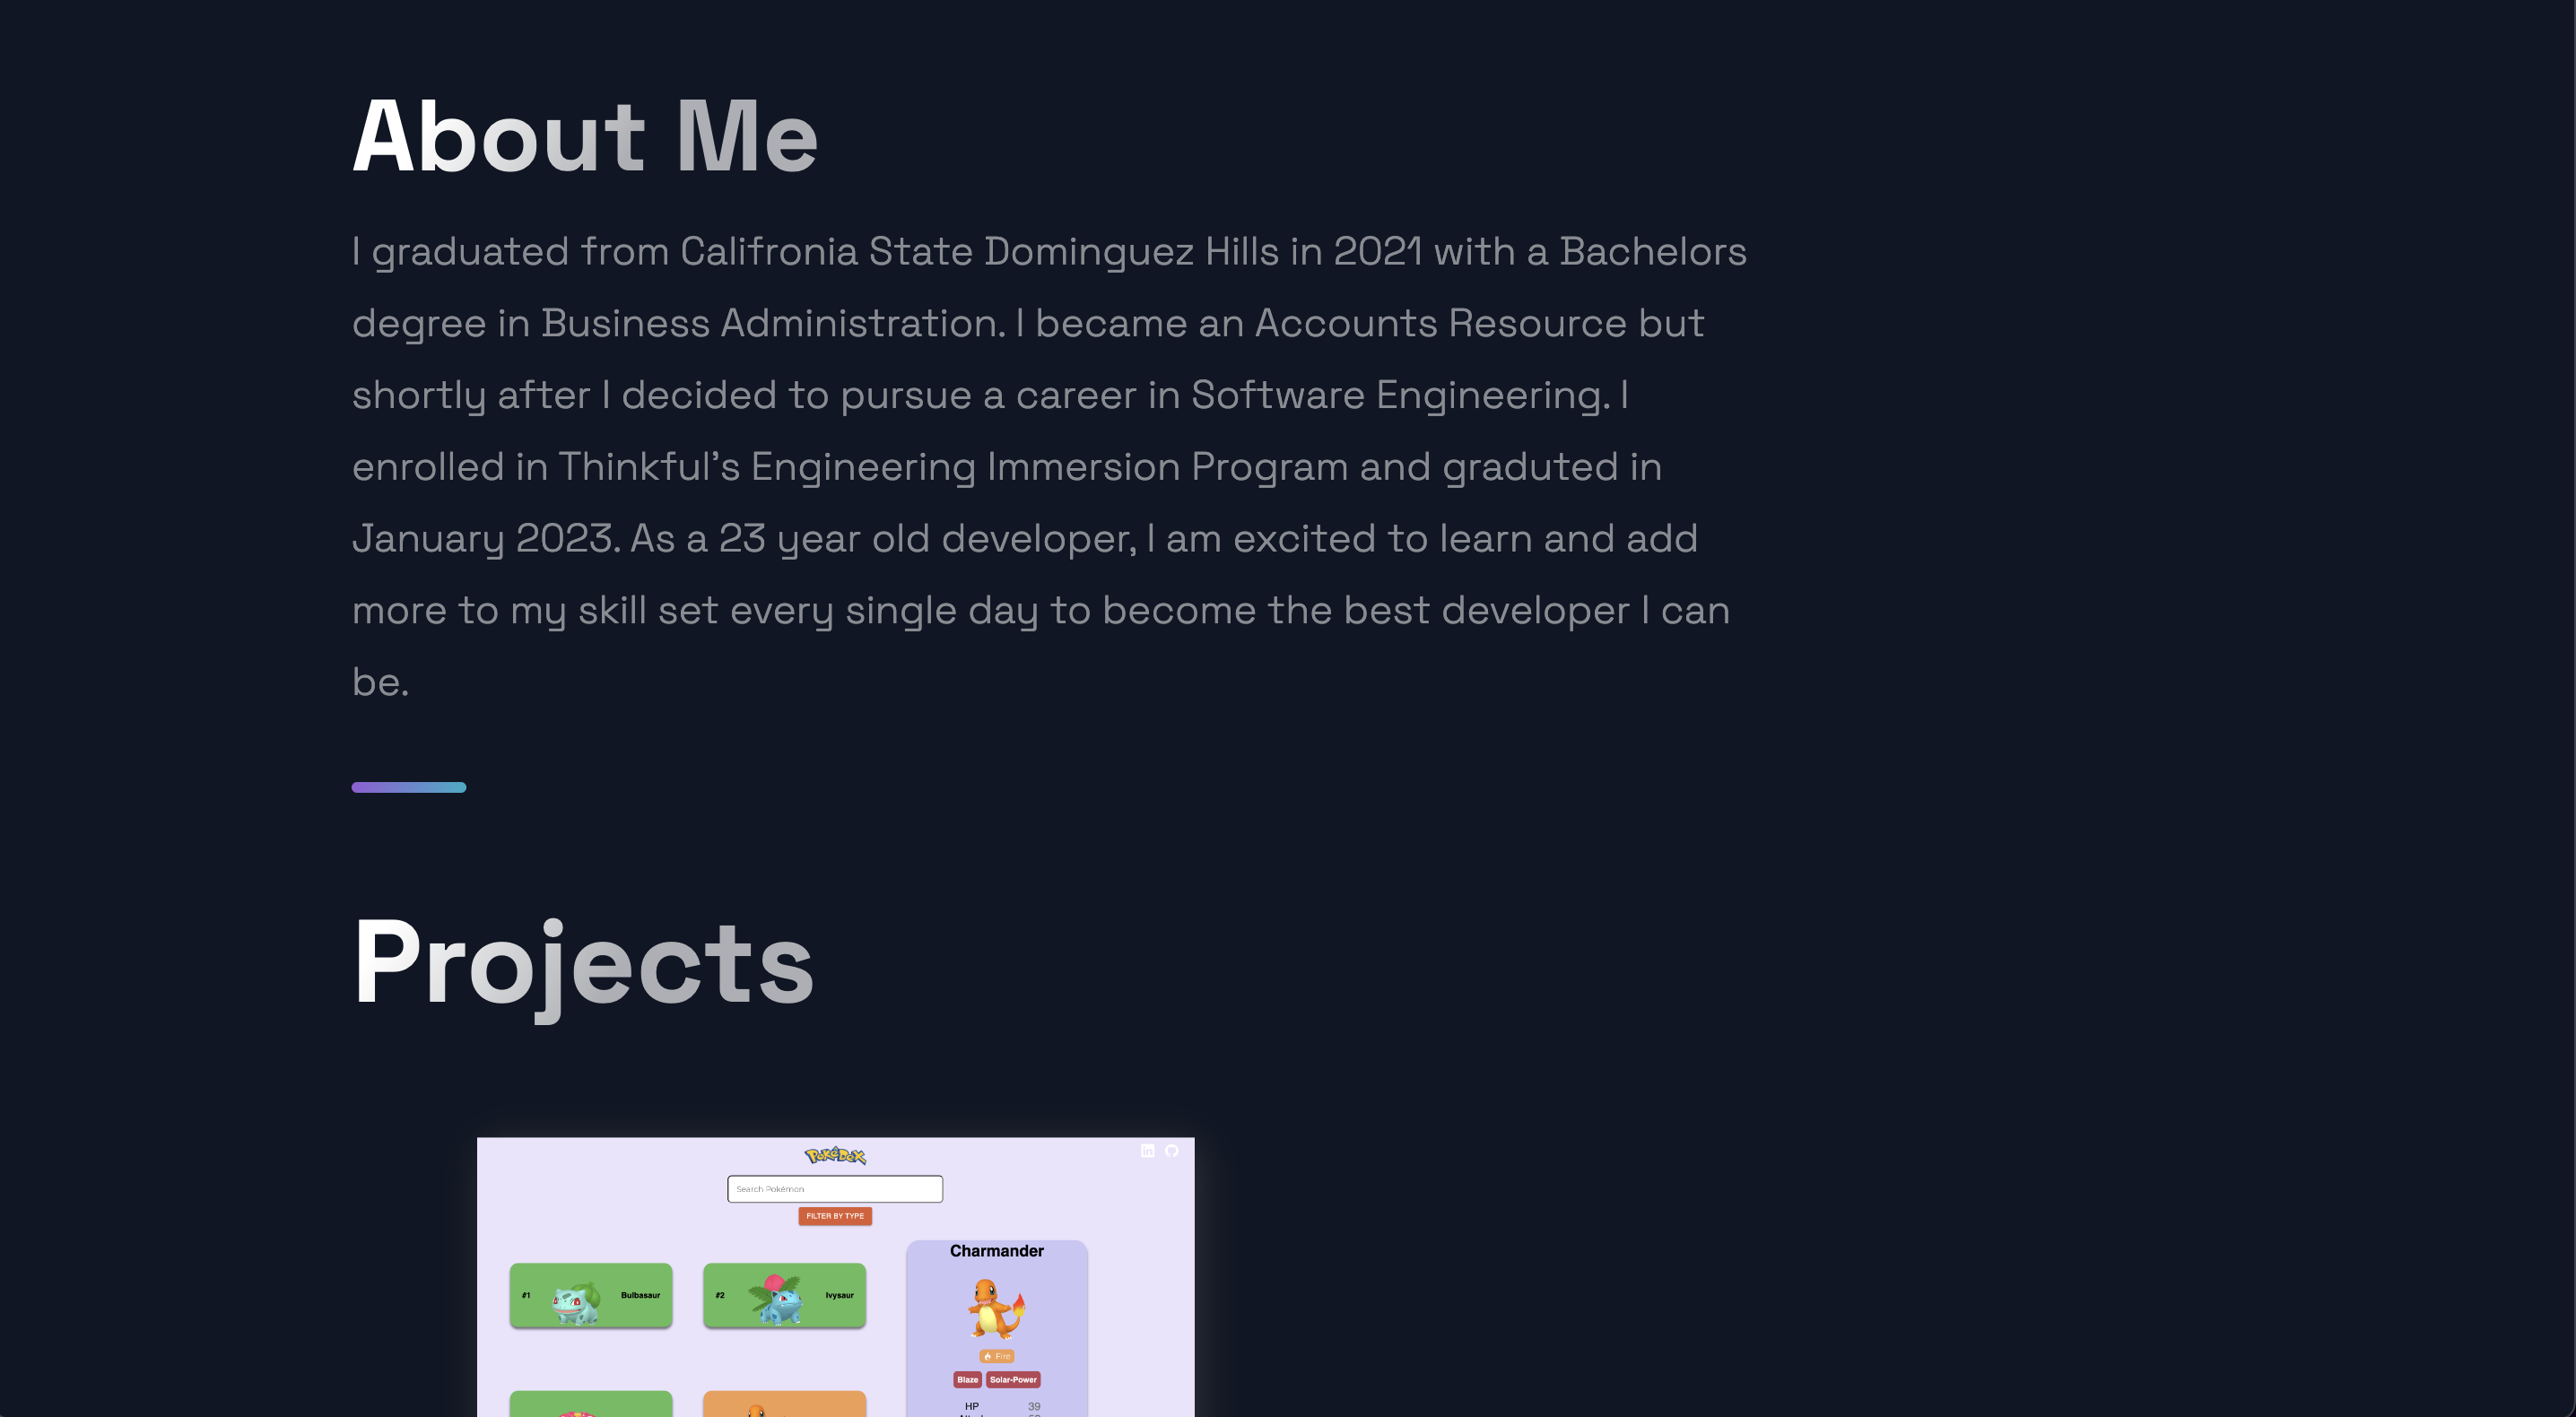 About Me
I graduated from Califronia State Dominguez Hills in 2021 with a Bachelors
degree in Business Administration. I became an Accounts Resource but
shortly after I decided to pursue a career in Software Engineering. I
enrolled in Thinkful's Engineering Immersion Program and graduted in
January 2023. As a 23 year old developer, I am excited to learn and add
more to my skill set every single day to become the best developer I can
be.
Projects
PokéDex
Search Pokémon
FILTER BY TYPE
#1 Bulbasaur
#2 Ivysaur
Charmander
Fire
Blaze Solar-Power
HP 39